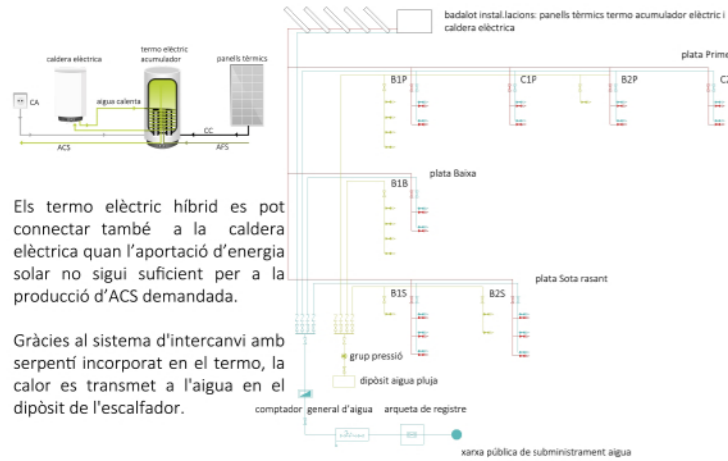 badalot instal.lacions: panells tèrmics termo acumulador elèctric i
caldera elèctrica
termo elèctric
acumulador
caldera elèctrica
panells tèrmics
CA
aigua calenta
CC
ACS
AFS
plata Prime
B1P
C1P
B2P
C2
plata Baixa
B1B
plata Sota rasant
B1S
B2S
Els termo elèctric híbrid es pot
connectar també a la caldera
elèctrica quan l'aportació d'energia
solar no sigui suficient per a la
producció d'ACS demandada.
Gràcies al sistema d'intercanvi amb
serpentí incorporat en el termo, la
calor es transmet a l'aigua en el
dipòsit de l'escalfador.
grup pressió
dipòsit aigua pluja
comptador general d'aigua
arqueta de registre
xarxa pública de subministrament aigua